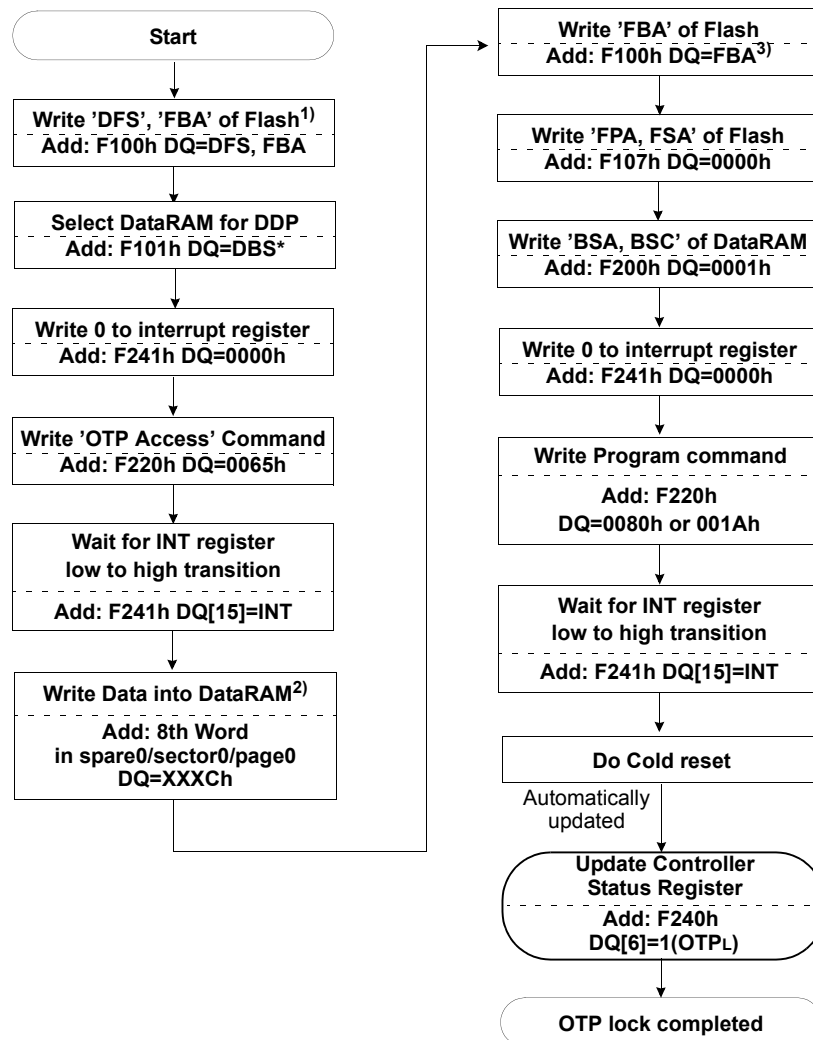 Start
Write ’DFS’, ’FBA’ of Flash1)
Add: F100h DQ=DFS, FBA
Select DataRAM for DDP
Add: F101h DQ=DBS*
Write 0 to interrupt register
Add: F241h DQ=0000h
Write ’OTP Access’ Command
Add: F220h DQ=0065h
Wait for INT register
low to high transition
Add: F241h DQ[15]=INT
Write Data into DataRAM2)
Add: 8th Word
in spare0/sector0/page0
DQ=XXXCh
Write ’FBA’ of Flash
Add: F100h DQ=FBA3)
Write ’FPA, FSA’ of Flash
Add: F107h DQ=0000h
Write ’BSA, BSC’ of DataRAM
Add: F200h DQ=0001h
Write 0 to interrupt register
Add: F241h DQ=0000h
Write Program command
Add: F220h
DQ=0080h or 001Ah
Wait for INT register
low to high transition
Add: F241h DQ[15]=INT
Do Cold reset
Automatically
updated
Update Controller
Status Register
Add: F240h
DQ[6]=1(OTPL)
OTP lock completed